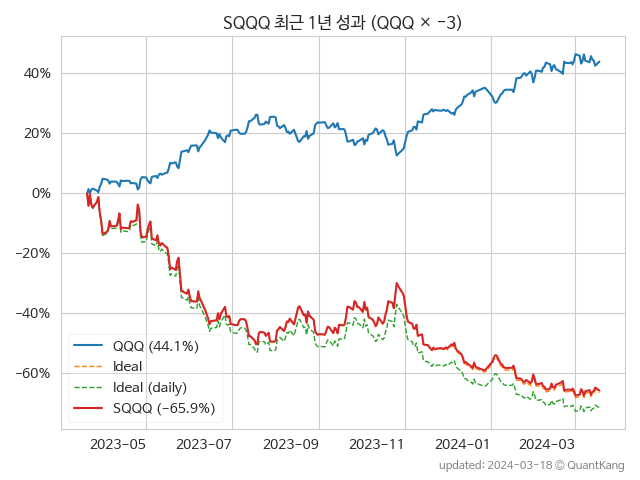 SQQQ 최근 1년 성과 (QQQ × −3)
40%
20%
0%
−20%
−40%
−60%
QQQ (44.1%)
Ideal
Ideal (daily)
SQQQ (−65.9%)
2023-05
2023-07
2023-09
2023-11
2024-01
2024-03
updated: 2024-03-18 © QuantKang